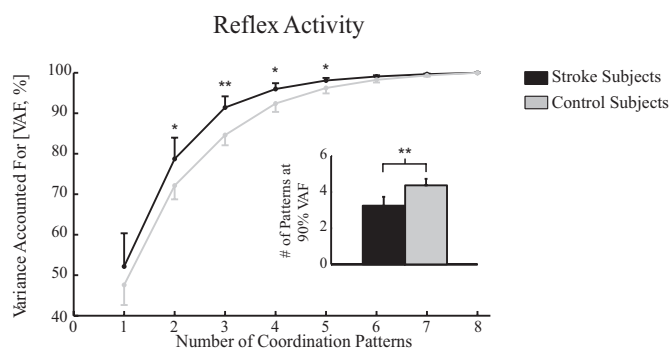 Reflex Activity
Variance Accounted For [VAF, %]
100
90
80
70
60
50
40
*
**
*
*
Stroke Subjects
Control Subjects
# of Patterns at
90% VAF
6
4
2
0
**
0 1 2 3 4 5 6 7 8
Number of Coordination Patterns